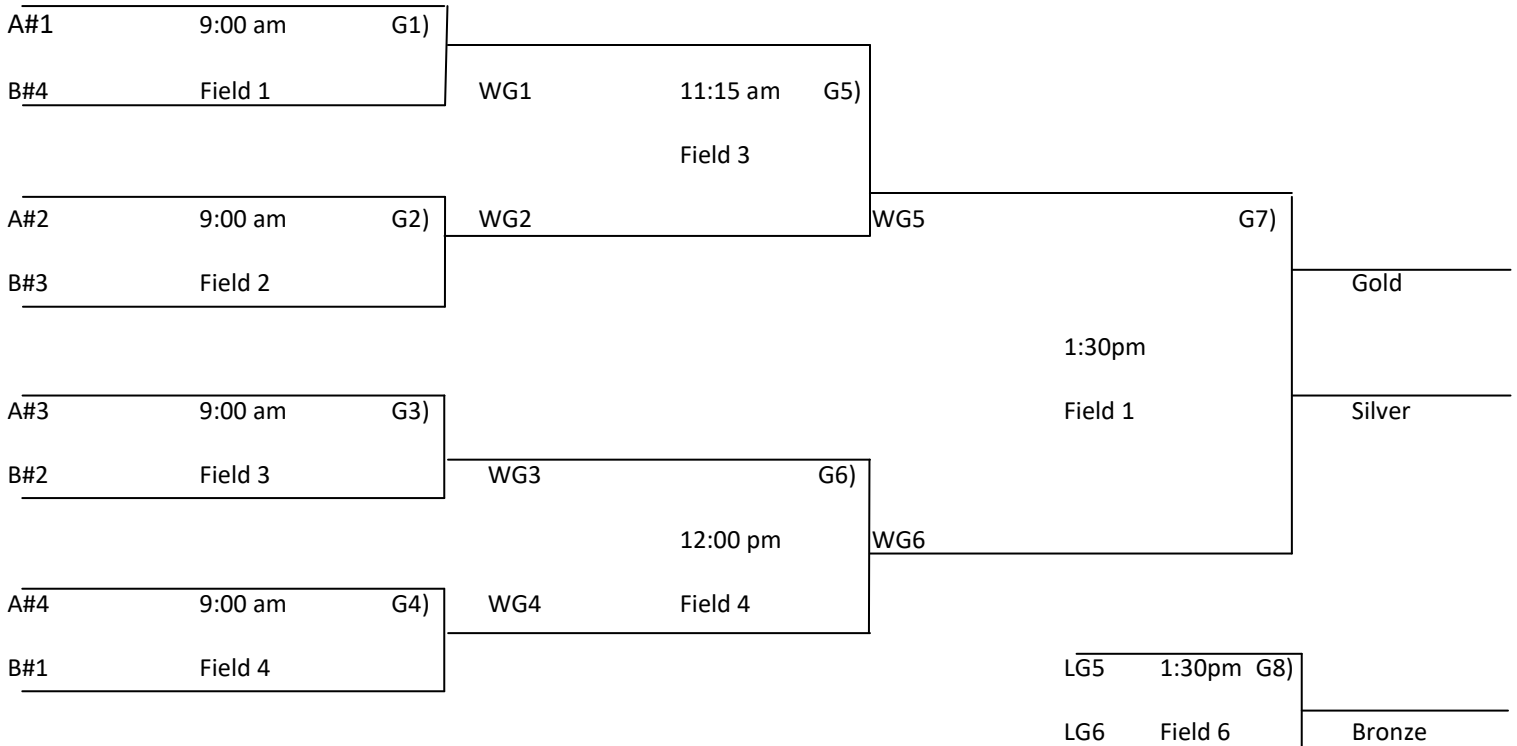 A#1 9:00 am G1)
B#4 Field 1 WG1 11:15 am G5)
Field 3
A#2 9:00 am G2) WG2 WG5 G7)
B#3 Field 2 Gold
1:30pm
A#3 9:00 am G3) Field 1 Silver
B#2 Field 3 WG3 G6)
12:00 pm WG6
A#4 9:00 am G4) WG4 Field 4
B#1 Field 4 LG5 1:30pm G8)
LG6 Field 6 Bronze